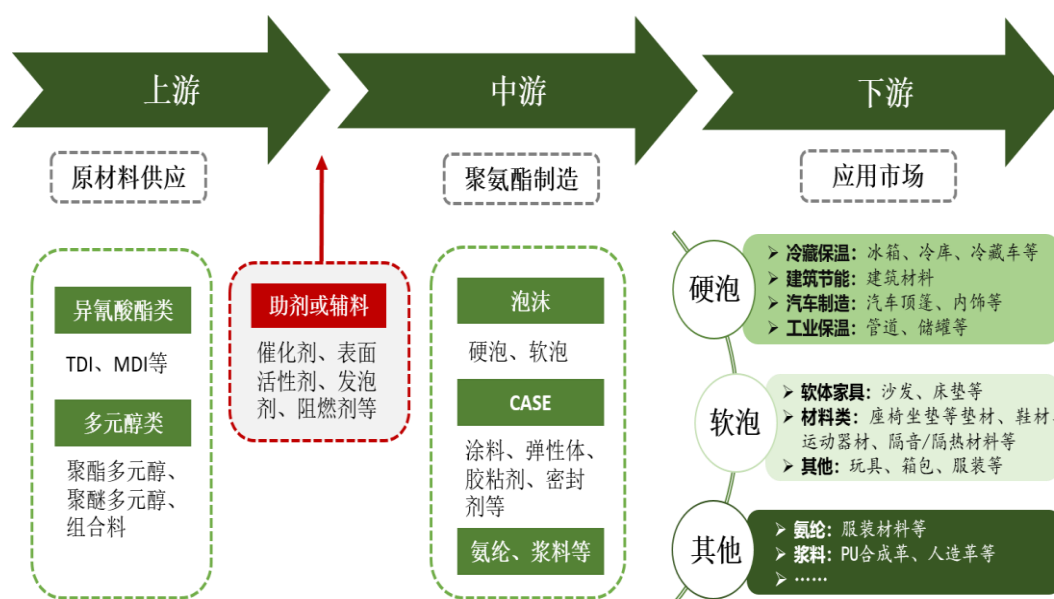 上游
中游
下游
原材料供应
聚氨酯制造
应用市场
异氰酸酯类
TDI、MDI等
多元醇类
聚酯多元醇、
聚醚多元醇、
组合料
助剂或辅料
催化剂、表面
活性剂、发泡
剂、阻燃剂等
泡沫
硬泡、软泡
CASE
涂料、弹性体、
胶粘剂、密封
剂等
氨纶、浆料等
硬泡
➢ 冷藏保温：冰箱、冷库、冷藏车等
➢ 建筑节能：建筑材料
➢ 汽车制造：汽车顶篷、内饰等
➢ 工业保温：管道、储罐等
软泡
➢ 软体家具：沙发、床垫等
➢ 材料类：座椅坐垫等垫材、鞋材、
运动器材、隔音/隔热材料等
➢ 其他：玩具、箱包、服装等
其他
➢ 氨纶：服装材料等
➢ 浆料：PU合成革、人造革等
➢ ……